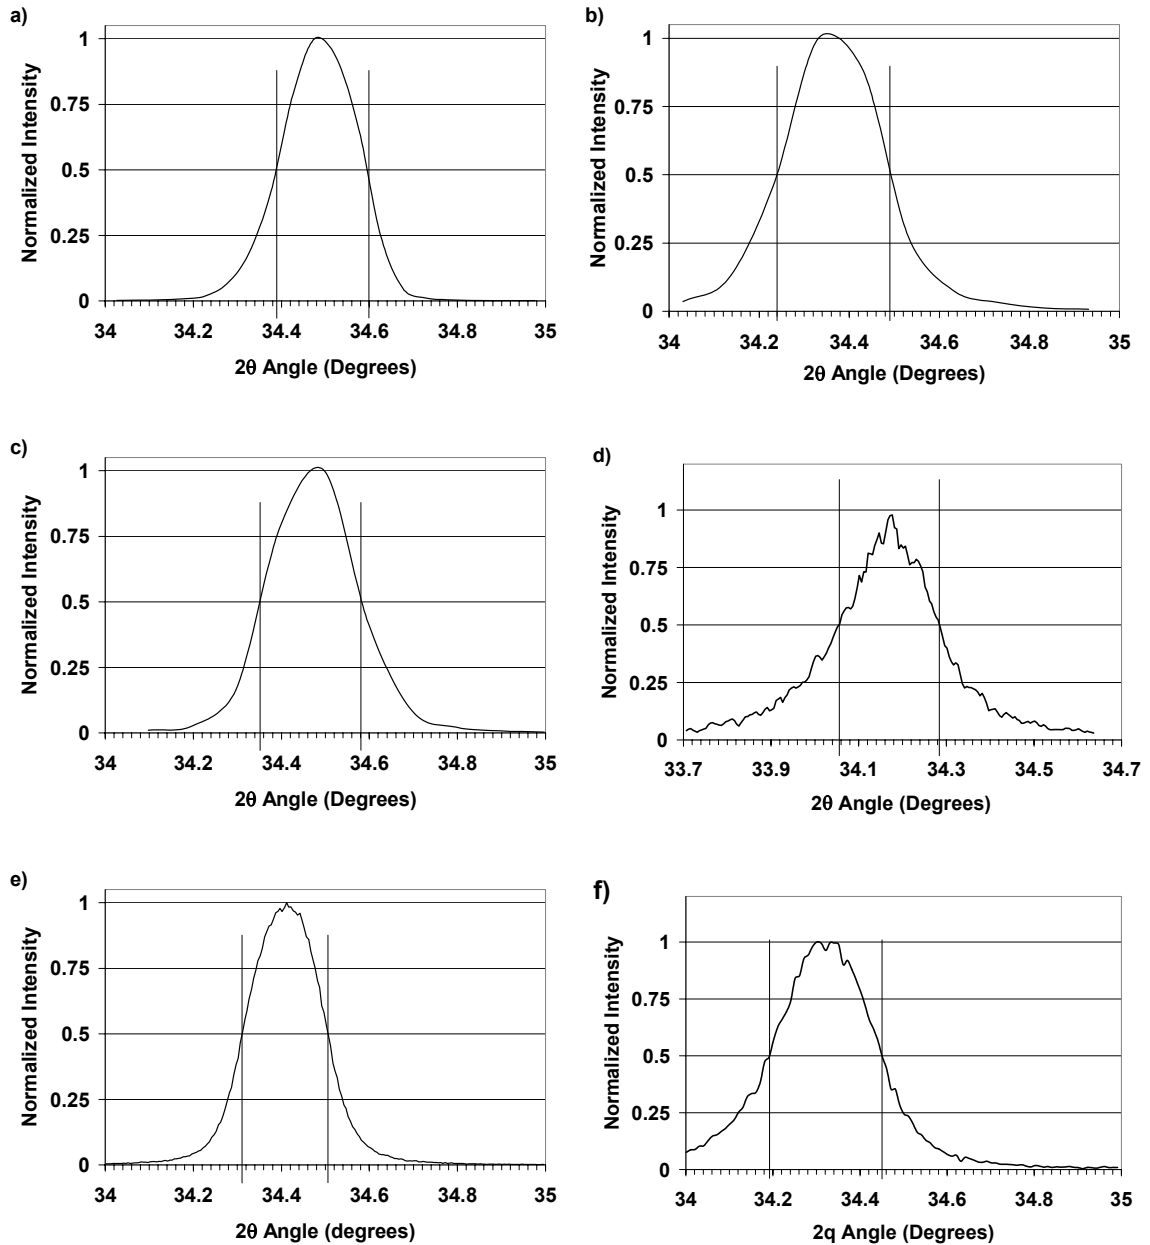 a)
Normalized Intensity
1
0.75
0.5
0.25
0
34 34.2 34.4 34.6 34.8 35
2θ Angle (Degrees)
b)
Normalized Intensity
1
0.75
0.5
0.25
0
34 34.2 34.4 34.6 34.8 35
2θ Angle (Degrees)
c)
Normalized Intensity
1
0.75
0.5
0.25
0
34 34.2 34.4 34.6 34.8 35
2θ Angle (Degrees)
d)
Normalized Intensity
1
0.75
0.5
0.25
0
33.7 33.9 34.1 34.3 34.5 34.7
2θ Angle (Degrees)
e)
Normalized Intensity
1
0.75
0.5
0.25
0
34 34.2 34.4 34.6 34.8 35
2θ Angle (degrees)
f)
Normalized Intensity
1
0.75
0.5
0.25
0
34 34.2 34.4 34.6 34.8 35
2q Angle (Degrees)